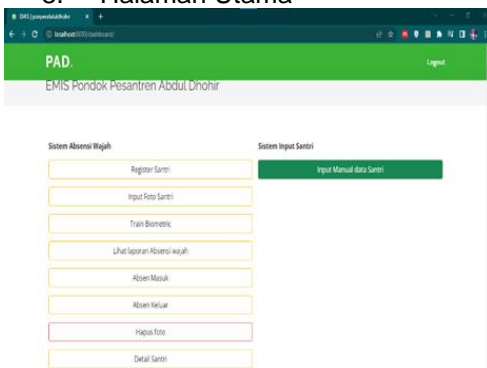 Halaman Utama
PAD.
Logout
EMIS Pondok Pesantren Abdul Dhohir
Sistem Absensi Wajah
Sistem Input Santri
Register Santri
Input Manual data Santri
Input Foto Santri
Train Biometric
Lihat laporan Absensi wajah
Absen Masuk
Absen Keluar
Hapus foto
Detail Santri